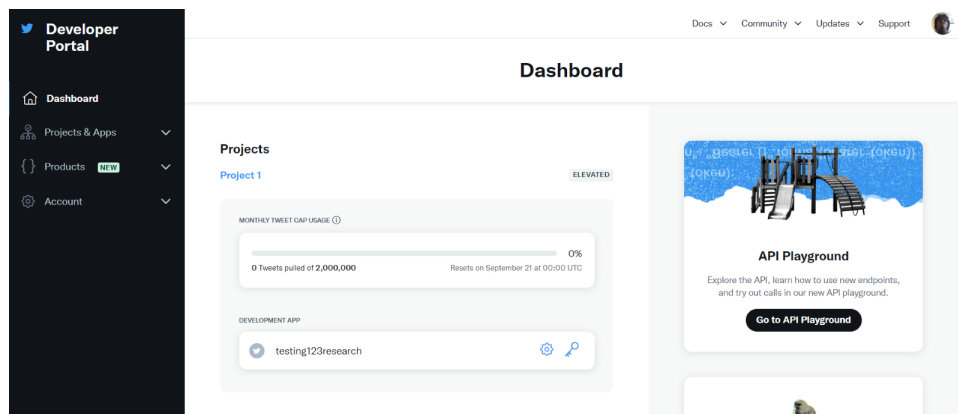 Developer
Portal
Docs
Community
Updates
Support
Dashboard
Dashboard
Projects & Apps
Products NEW
Account
Projects
Project 1
ELEVATED
MONTHLY TWEET CAP USAGE
0%
0 Tweets pulled of 2,000,000
Resets on September 21 at 00:00 UTC
DEVELOPMENT APP
testing123research
API Playground
Explore the API, learn how to use new endpoints,
and try out calls in our new API playground.
Go to API Playground